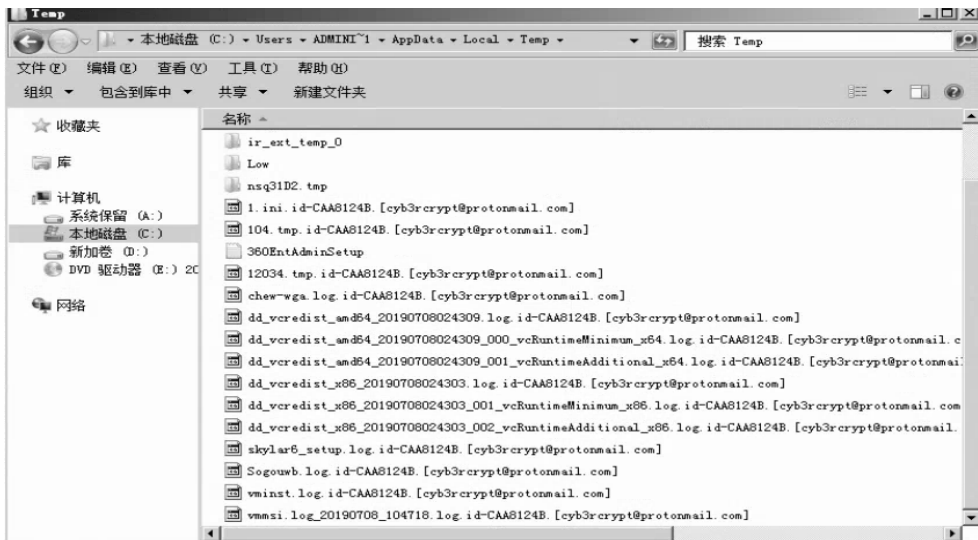 Temp
本地磁盘 (C:) Users ADMINI~1 AppData Local Temp 搜索 Temp
文件(F) 编辑(E) 查看(V) 工具(T) 帮助(H)
组织 包含到库中 共享 新建文件夹
名称
收藏夹
库
计算机
系统保留 (A:)
本地磁盘 (C:)
新加卷 (D:)
DVD 驱动器 (E:) 20
网络
ir_ext_temp_0
Low
nsq31D2.tmp
1.ini.id-CAA8124B.[cyb3rcrypt@protonmail.com]
104.tmp.id-CAA8124B.[cyb3rcrypt@protonmail.com]
360EntAdminSetup
12034.tmp.id-CAA8124B.[cyb3rcrypt@protonmail.com]
chew-wga.log.id-CAA8124B.[cyb3rcrypt@protonmail.com]
dd_vcredist_amd64_20190708024309.log.id-CAA8124B.[cyb3rcrypt@protonmail.com]
dd_vcredist_amd64_20190708024309_000_vcRuntimeMinimum_x64.log.id-CAA8124B.[cyb3rcrypt@protonmail.c
dd_vcredist_amd64_20190708024309_001_vcRuntimeAdditional_x64.log.id-CAA8124B.[cyb3rcrypt@protonmai
dd_vcredist_x86_20190708024303.log.id-CAA8124B.[cyb3rcrypt@protonmail.com]
dd_vcredist_x86_20190708024303_001_vcRuntimeMinimum_x86.log.id-CAA8124B.[cyb3rcrypt@protonmail.com
dd_vcredist_x86_20190708024303_002_vcRuntimeAdditional_x86.log.id-CAA8124B.[cyb3rcrypt@protonmail.
skylar6_setup.log.id-CAA8124B.[cyb3rcrypt@protonmail.com]
Sogouwb.log.id-CAA8124B.[cyb3rcrypt@protonmail.com]
vminst.log.id-CAA8124B.[cyb3rcrypt@protonmail.com]
vmmsi.log_20190708_104718.log.id-CAA8124B.[cyb3rcrypt@protonmail.com]